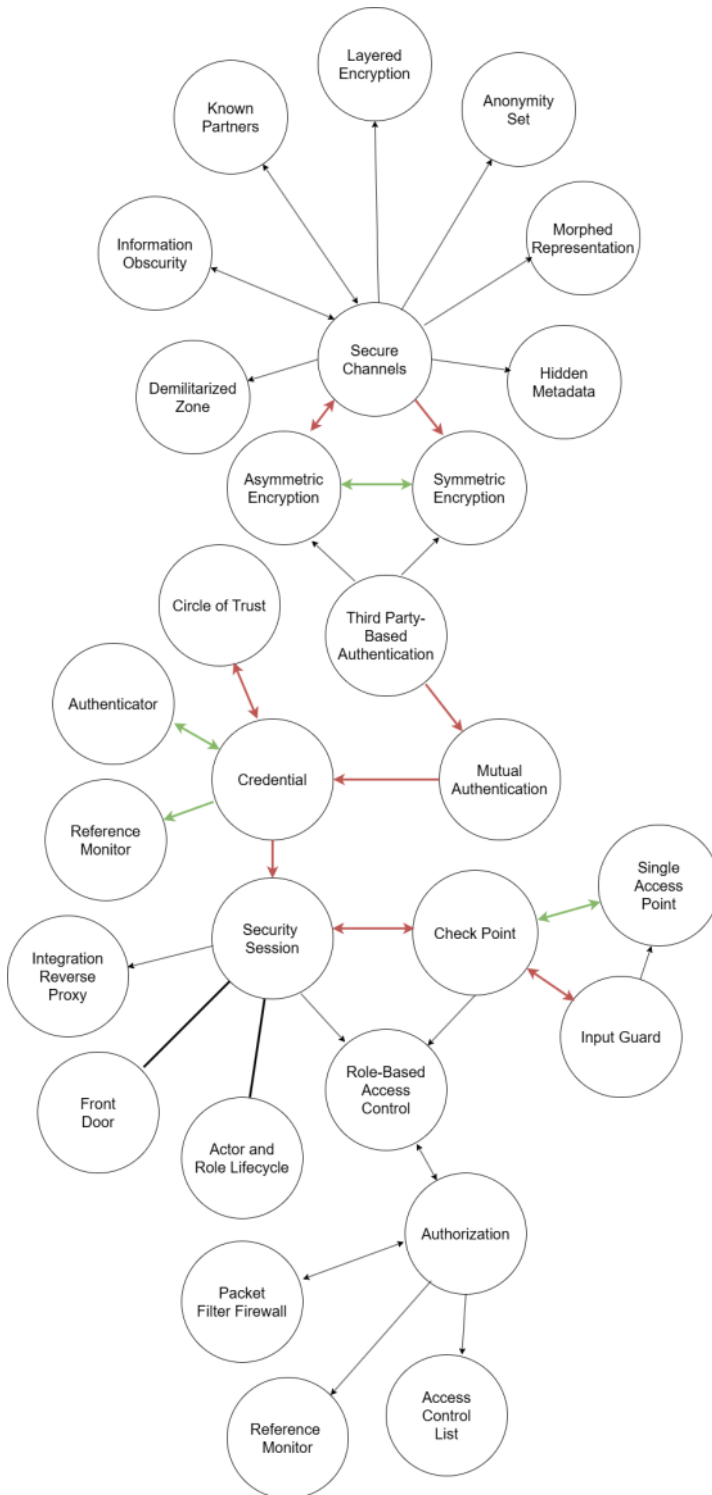 Layered
Encryption
Known
Partners
Anonymity
Set
Information
Obscurity
Morphed
Representation
Secure
Channels
Demilitarized
Zone
Hidden
Metadata
Asymmetric
Encryption
Symmetric
Encryption
Circle of Trust
Third Party-
Based
Authentication
Authenticator
Credential
Mutual
Authentication
Reference
Monitor
Single
Access
Point
Security
Session
Check Point
Integration
Reverse
Proxy
Input Guard
Role-Based
Access
Control
Front
Door
Actor and
Role Lifecycle
Authorization
Packet
Filter Firewall
Access
Control
List
Reference
Monitor